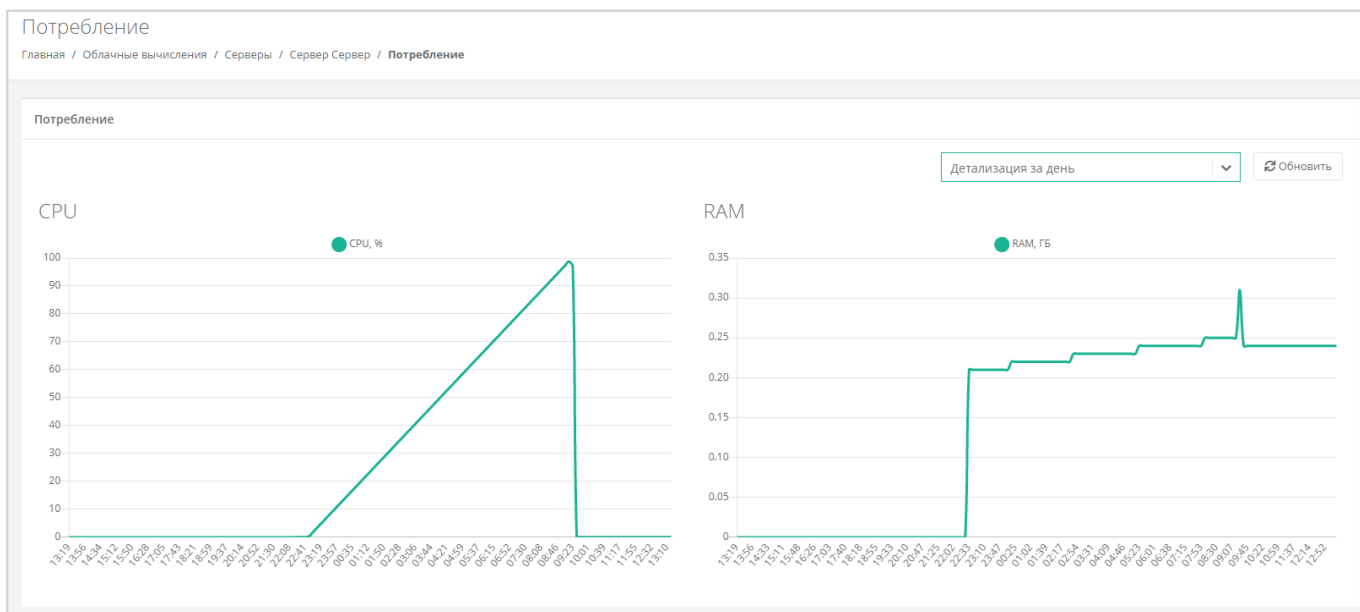 Потребление
Главная / Облачные вычисления / Серверы / Сервер Сервер / Потребление
Потребление
Детализация за день
Обновить
CPU
CPU, %
100
90
80
70
60
50
40
30
20
10
0
13:19 13:56 14:34 15:12 15:50 16:28 17:05 17:43 18:21 18:59 19:37 20:14 20:52 21:30 22:08 22:41 23:19 23:57 00:35 01:12 01:50 02:28 03:06 03:44 04:21 04:59 05:37 06:15 06:52 07:30 08:08 08:46 09:23 10:01 10:39 11:17 11:55 12:32 13:10
RAM
RAM, ГБ
0.35
0.30
0.25
0.20
0.15
0.10
0.05
0
13:19 13:56 14:33 15:11 15:48 16:26 17:03 17:40 18:18 18:55 19:33 20:10 20:47 21:25 22:02 22:33 23:10 23:47 00:25 01:02 01:39 02:17 02:54 03:31 04:09 04:46 05:23 06:01 06:38 07:15 07:53 08:30 09:07 09:45 10:22 10:59 11:37 12:14 12:52